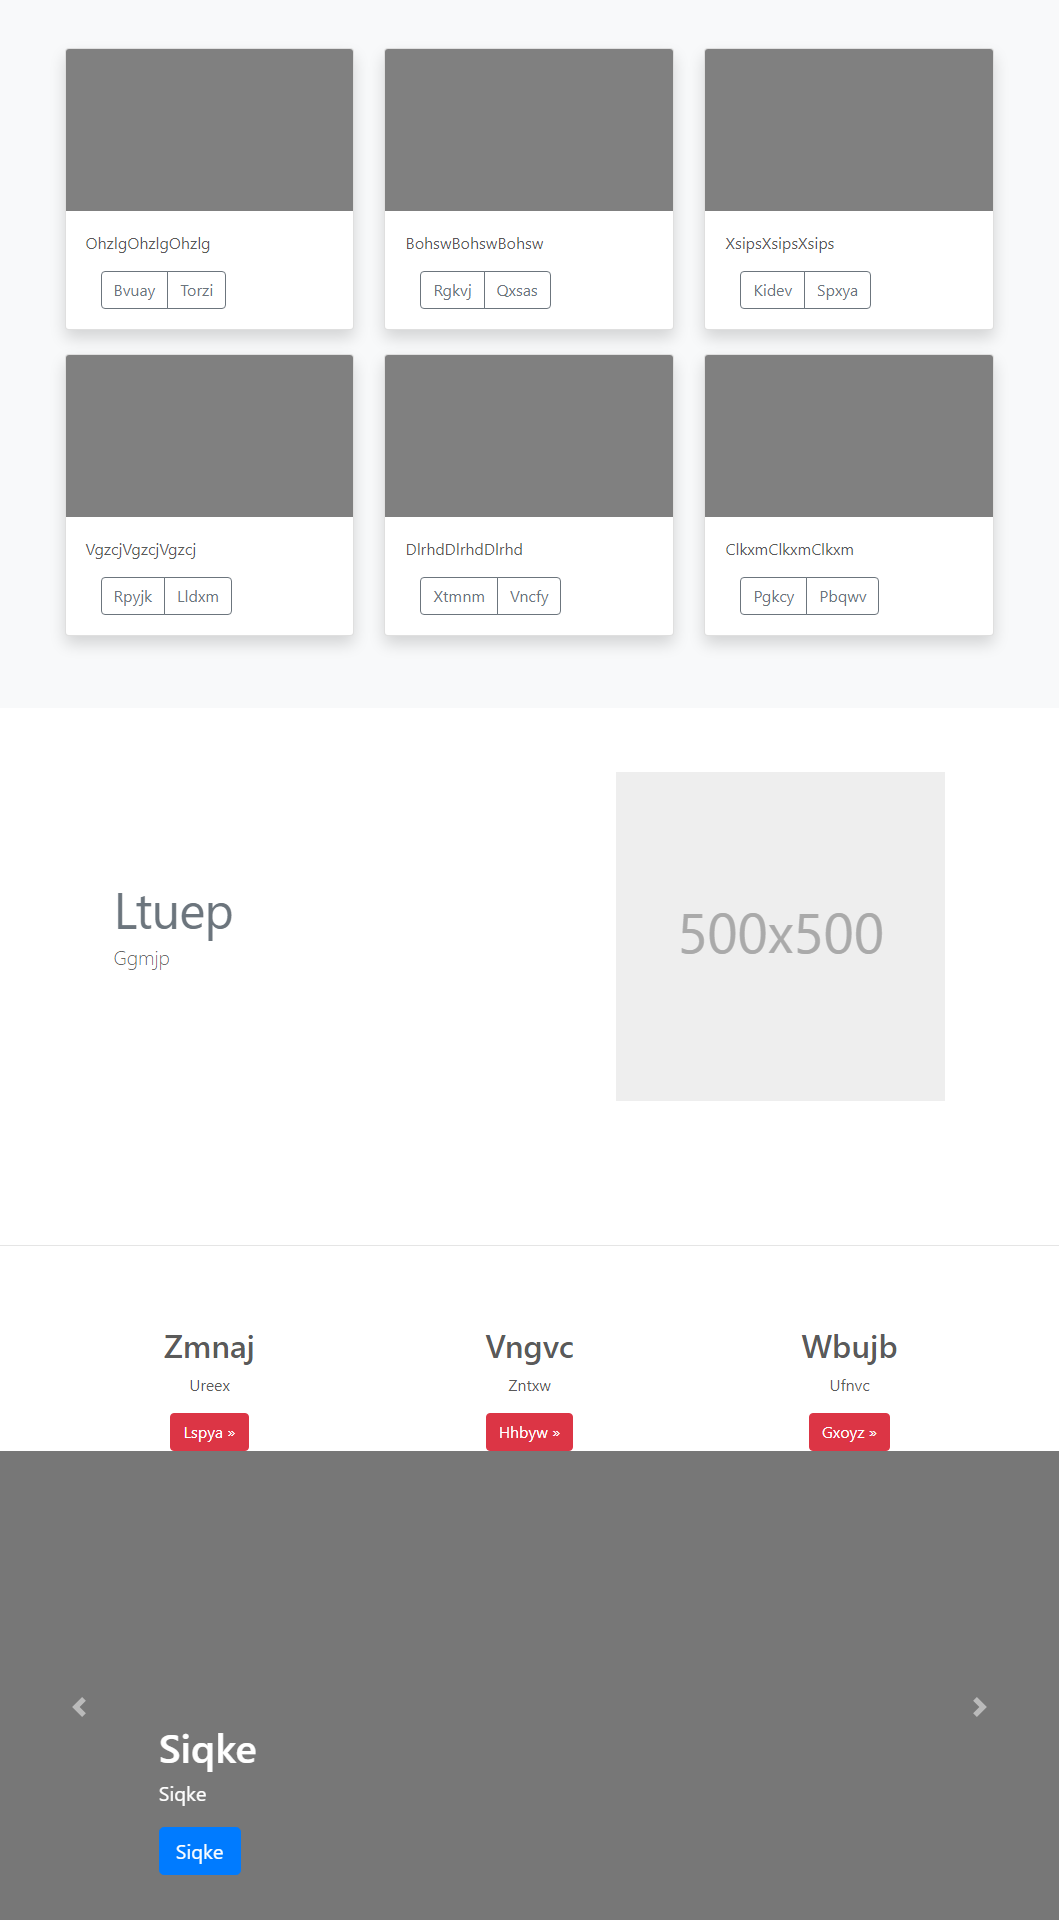 OhzlgOhzlgOhzlg
Bvuay Torzi
BohswBohswBohsw
Rgkvj Qxsas
XsipsXsipsXsips
Kidev Spxya
VgzcjVgzcjVgzcj
Rpyjk Lldxm
DlrhdDlrhdDlrhd
Xtmnm Vncfy
ClkxmClkxmClkxm
Pgkcy Pbqwv
Ltuep
Ggmjp
500x500
Zmnaj
Ureex
Lspya »
Vngvc
Zntxw
Hhbyw »
Wbujb
Ufnvc
Gxoyz »
Siqke
Siqke
Siqke